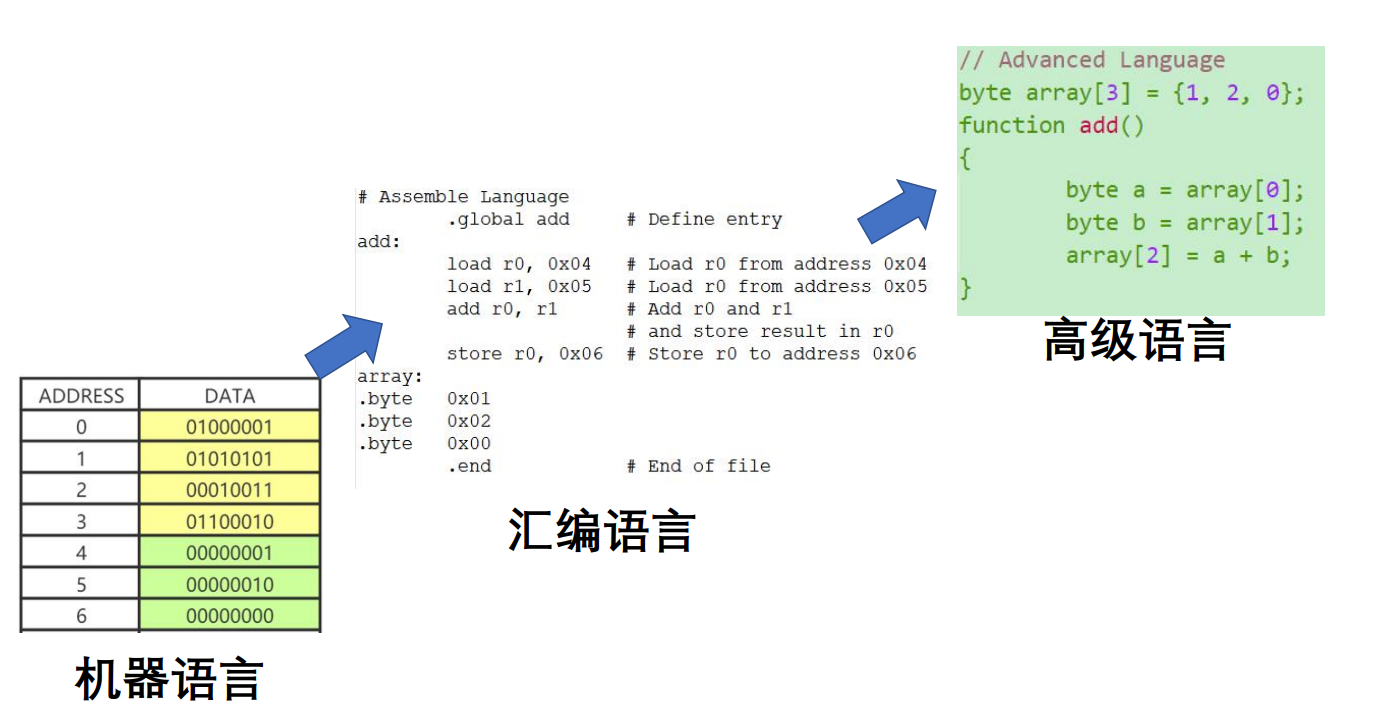 // Advanced Language
byte array[3] = {1, 2, 0};
function add()
{
byte a = array[0];
byte b = array[1];
array[2] = a + b;
}
高级语言
# Assemble Language
.global add # Define entry
add:
load r0, 0x04 # Load r0 from address 0x04
load r1, 0x05 # Load r0 from address 0x05
add r0, r1 # Add r0 and r1
# and store result in r0
store r0, 0x06 # Store r0 to address 0x06
array:
.byte 0x01
.byte 0x02
.byte 0x00
.end # End of file
汇编语言
ADDRESS DATA
0 01000001
1 01010101
2 00010011
3 01100010
4 00000001
5 00000010
6 00000000
机器语言